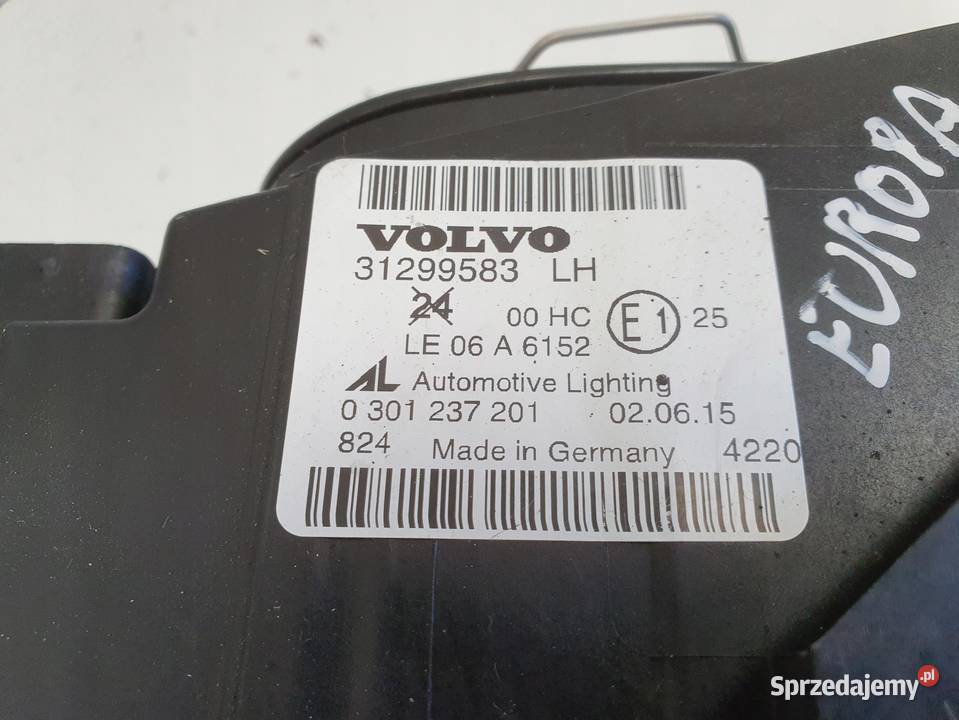 VOLVO
31299583 LH
24 00 HC E1 25
LE 06 A 6152
AL Automotive Lighting
0 301 237 201 02.06.15
824 Made in Germany 4220
EUROPA
Sprzedajemy.pl